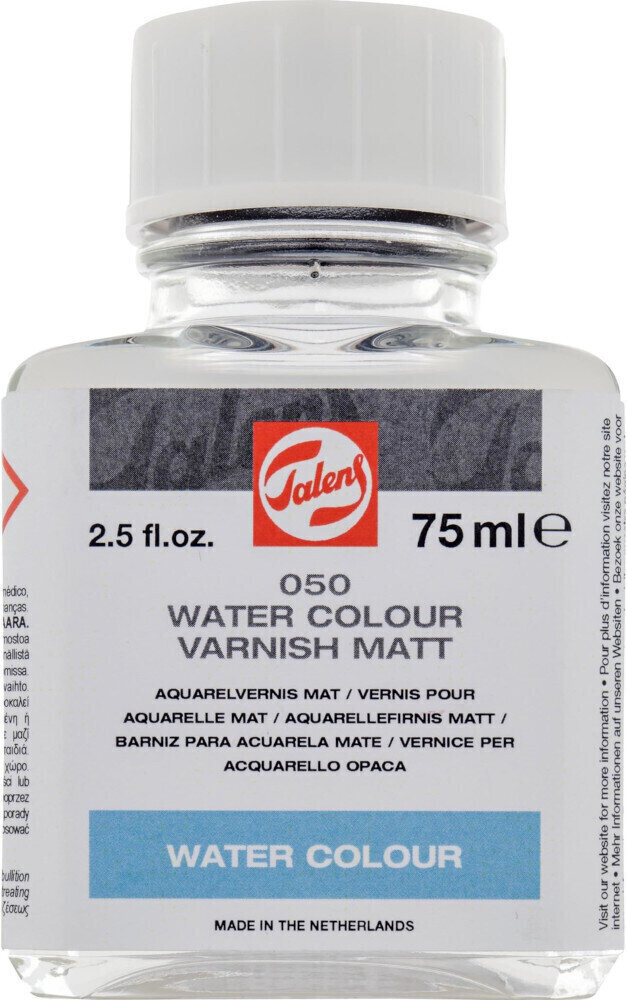 Talens
2.5 fl.oz.
75 ml e
050
WATER COLOUR
VARNISH MATT
AQUARELVERNIS MAT / VERNIS POUR
AQUARELLE MAT / AQUARELLEFIRNIS MATT /
BARNIZ PARA ACUARELA MATE / VERNICE PER
ACQUARELLO OPACA
WATER COLOUR
MADE IN THE NETHERLANDS
Visit our website for more information • Pour plus d'information visitez notre site
internet • Mehr Informationen auf unseren Websiten • Bezoek onze website voor